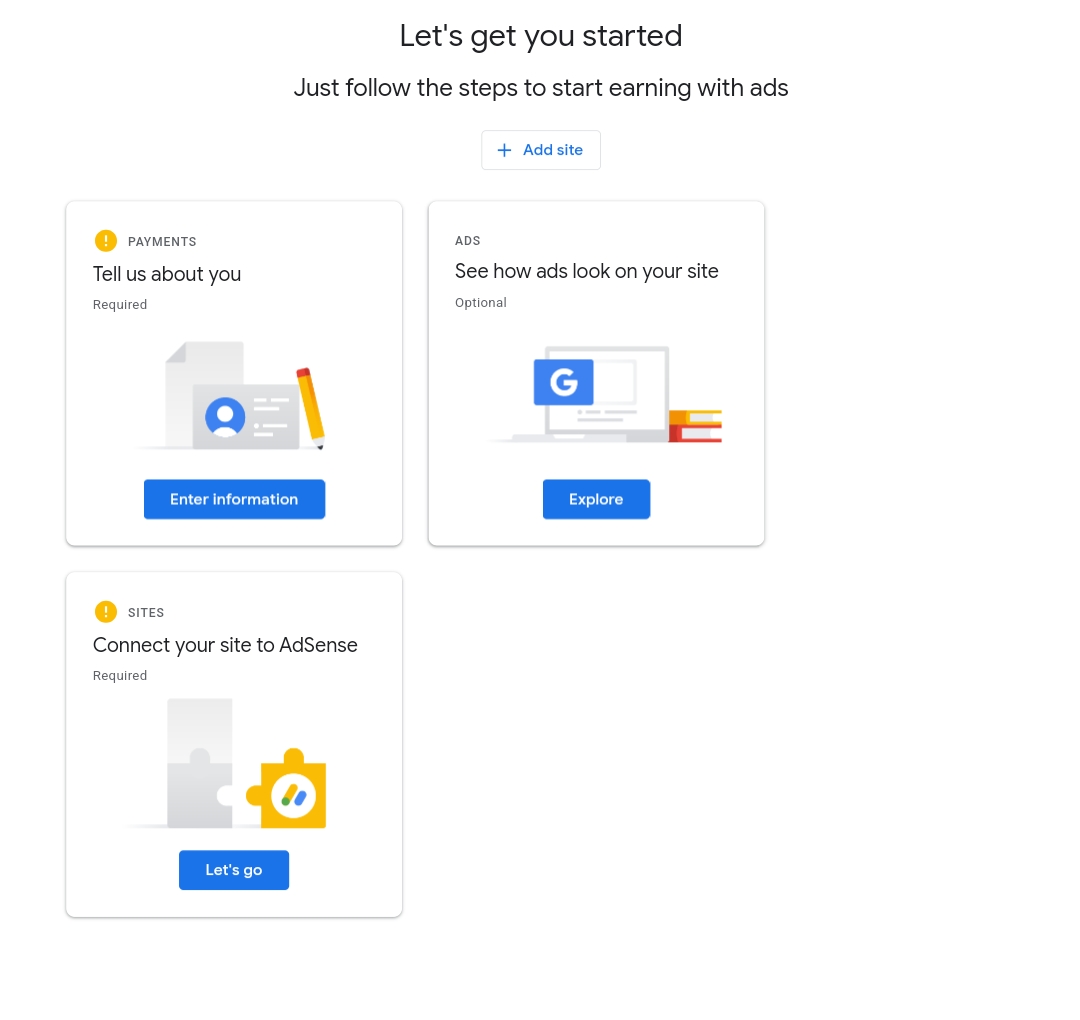 Let's get you started
Just follow the steps to start earning with ads
+ Add site
PAYMENTS
Tell us about you
Required
Enter information
ADS
See how ads look on your site
Optional
G
Explore
SITES
Connect your site to AdSense
Required
Let's go